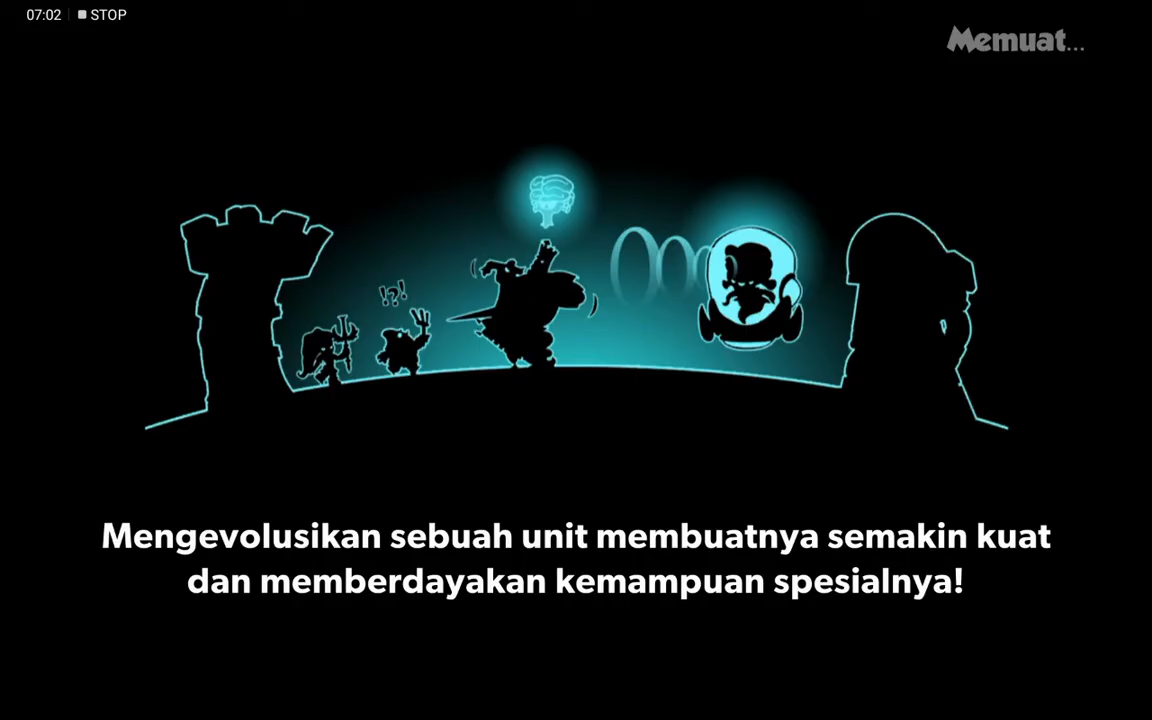 07:02 STOP
Memuat...
!?!
Mengevolusikan sebuah unit membuatnya semakin kuat
dan memberdayakan kemampuan spesialnya!